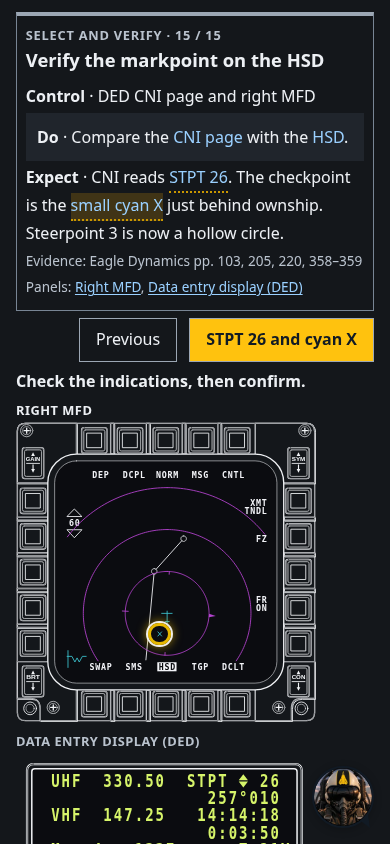 SELECT AND VERIFY · 15 / 15
Verify the markpoint on the HSD
Control · DED CNI page and right MFD
Do · Compare the CNI page with the HSD.
Expect · CNI reads STPT 26. The checkpoint
is the small cyan X just behind ownship.
Steerpoint 3 is now a hollow circle.
Evidence: Eagle Dynamics pp. 103, 205, 222, 358–359
Panels: Right MFD, Data entry display (DED)
Previous
STPT 26 and cyan X
Check the indications, then confirm.
RIGHT MFD
GAIN
SYM
DEP DCPL NORM MSG CNTL
XMT
TNDL
60
FZ
FR
ON
SWAP SMS HSD TGP DCLT
BRT
CON
DATA ENTRY DISPLAY (DED)
UHF 330.50 STPT 26
257°010
VHF 147.25 14:14:18
0:03:50